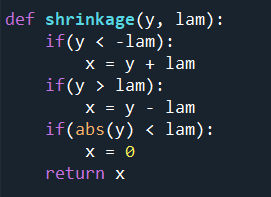 def shrinkage(y, lam):
    if(y < -lam):
        x = y + lam
    if(y > lam):
        x = y - lam
    if(abs(y) < lam):
        x = 0
    return x